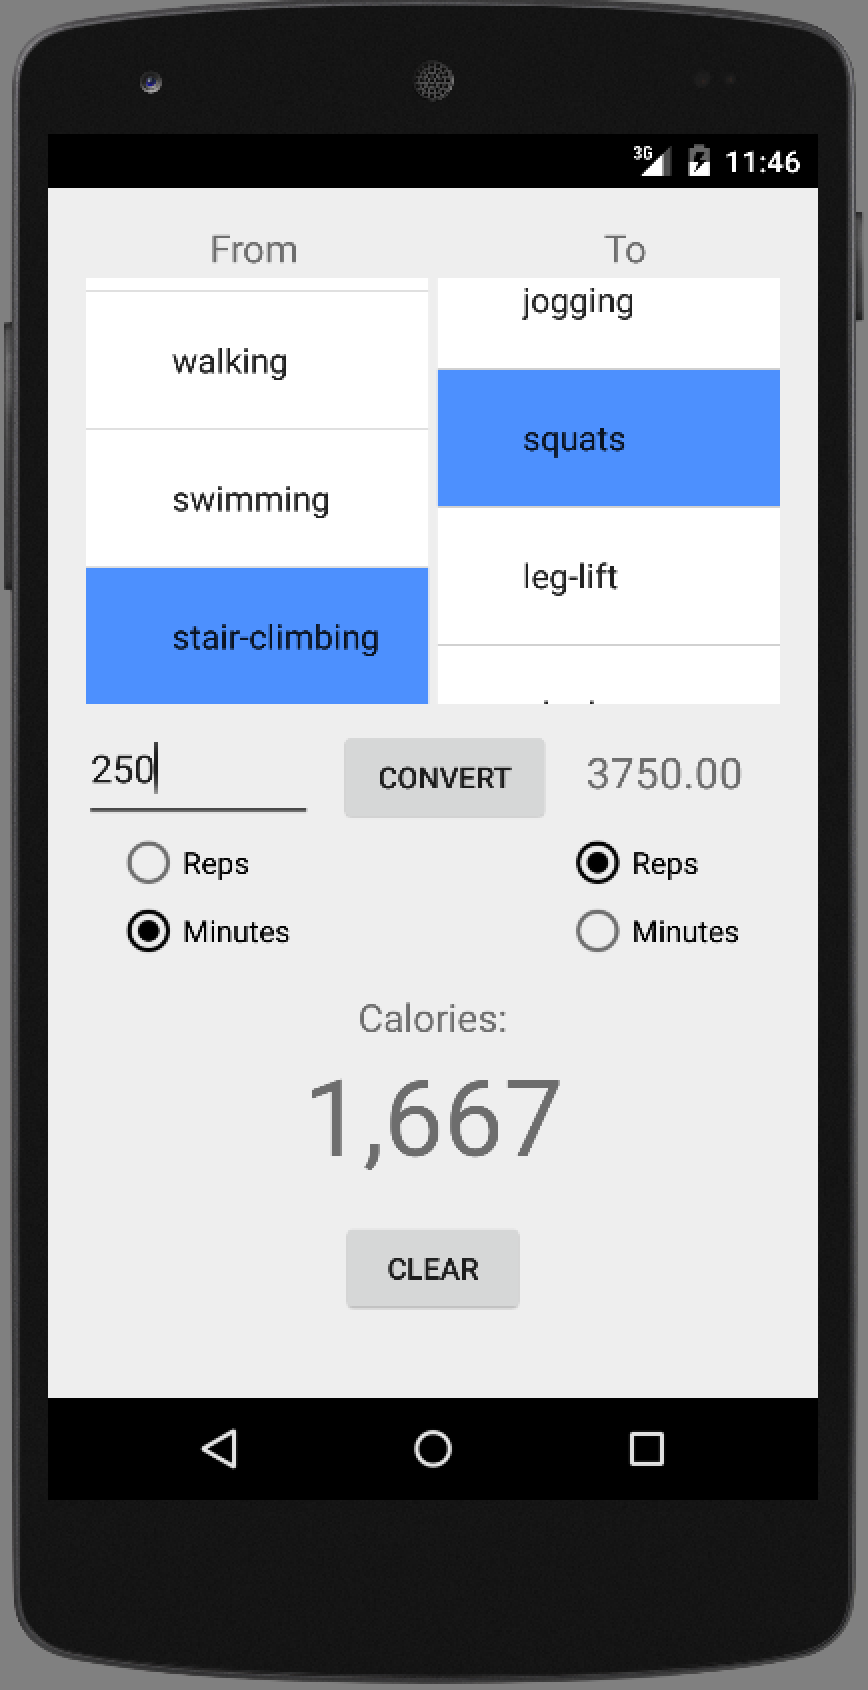 3G 11:46
From To
jogging
walking
squats
swimming
leg-lift
stair-climbing
250 CONVERT 3750.00
Reps Reps
Minutes Minutes
Calories:
1,667
CLEAR